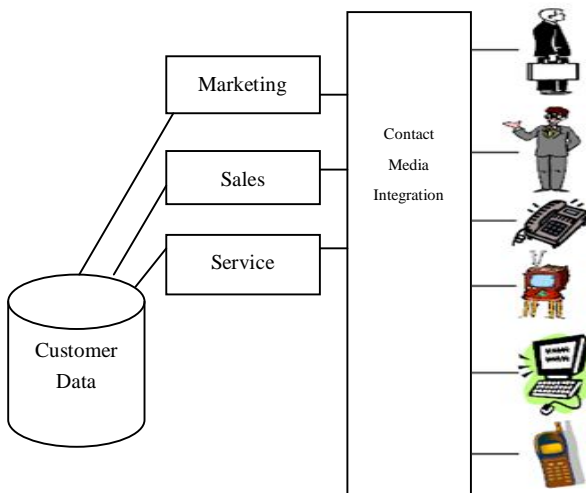 Marketing
Sales
Service
Customer
Data
Contact
Media
Integration